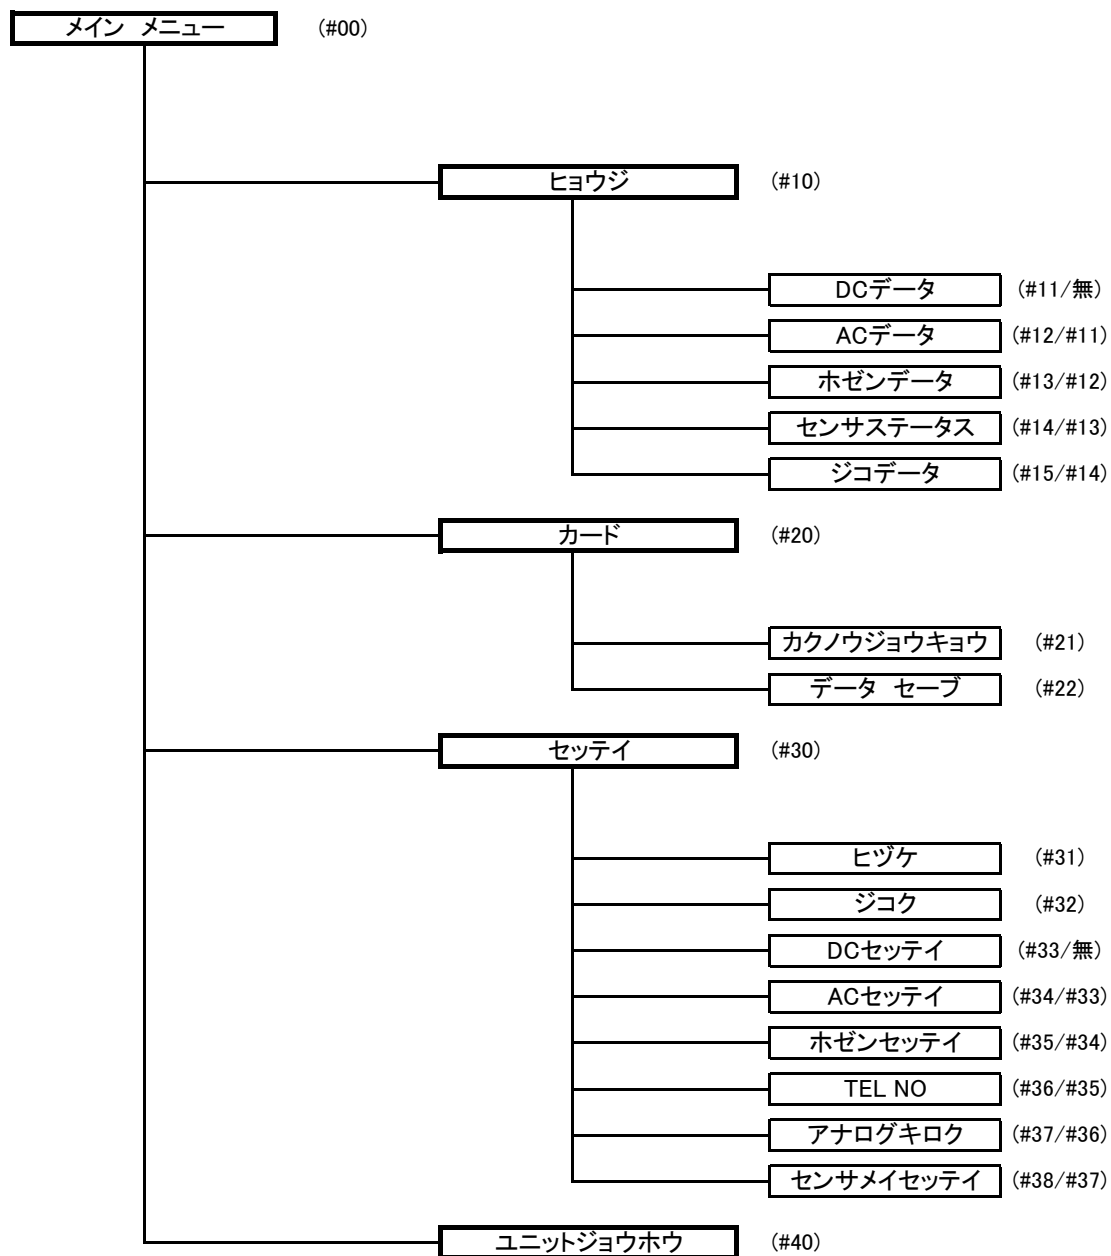 メイン メニュー (#00)
ヒョウジ (#10)
DCデータ (#11/無)
ACデータ (#12/#11)
ホゼンデータ (#13/#12)
センサステータス (#14/#13)
ジコデータ (#15/#14)
カード (#20)
カクノウジョウキョウ (#21)
データ セーブ (#22)
セッテイ (#30)
ヒヅケ (#31)
ジコク (#32)
DCセッテイ (#33/無)
ACセッテイ (#34/#33)
ホゼンセッテイ (#35/#34)
TEL NO (#36/#35)
アナログキロク (#37/#36)
センサメイセッテイ (#38/#37)
ユニットジョウホウ (#40)